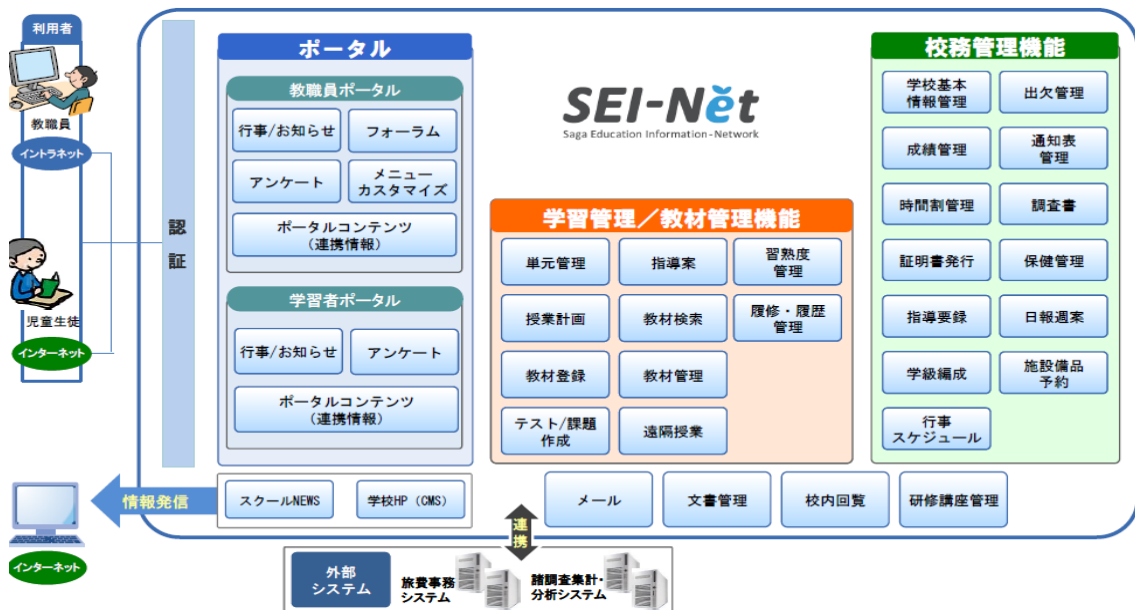 利用者
教職員
イントラネット
児童生徒
インターネット
認
証
ポータル
教職員ポータル
行事/お知らせ
フォーラム
アンケート
メニュー
カスタマイズ
ポータルコンテンツ
(連携情報)
学習者ポータル
行事/お知らせ
アンケート
ポータルコンテンツ
(連携情報)
SEI-Nět
Saga Education Information-Network
学習管理／教材管理機能
単元管理
指導案
習熟度
管理
授業計画
教材検索
履修・履歴
管理
教材登録
教材管理
テスト/課題
作成
遠隔授業
校務管理機能
学校基本
情報管理
出欠管理
成績管理
通知表
管理
時間割管理
調査書
証明書発行
保健管理
指導要録
日報週案
学級編成
施設備品
予約
行事
スケジュール
情報発信
スクールNEWS
学校HP（CMS）
メール
文書管理
校内回覧
研修講座管理
インターネット
連携
外部
システム
旅費事務
システム
諸調査集計・
分析システム